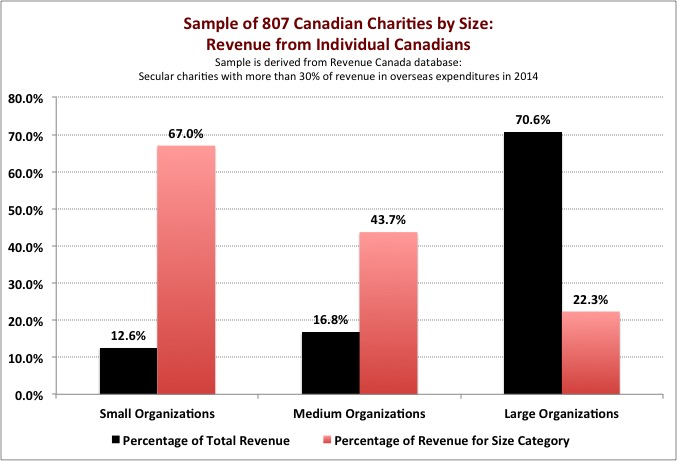 Sample of 807 Canadian Charities by Size:
Revenue from Individual Canadians
Sample is derived from Revenue Canada database:
Secular charities with more than 30% of revenue in overseas expenditures in 2014
80.0%
70.0%
60.0%
50.0%
40.0%
30.0%
20.0%
10.0%
0.0%
12.6%
67.0%
16.8%
43.7%
70.6%
22.3%
Small Organizations
Medium Organizations
Large Organizations
Percentage of Total Revenue
Percentage of Revenue for Size Category